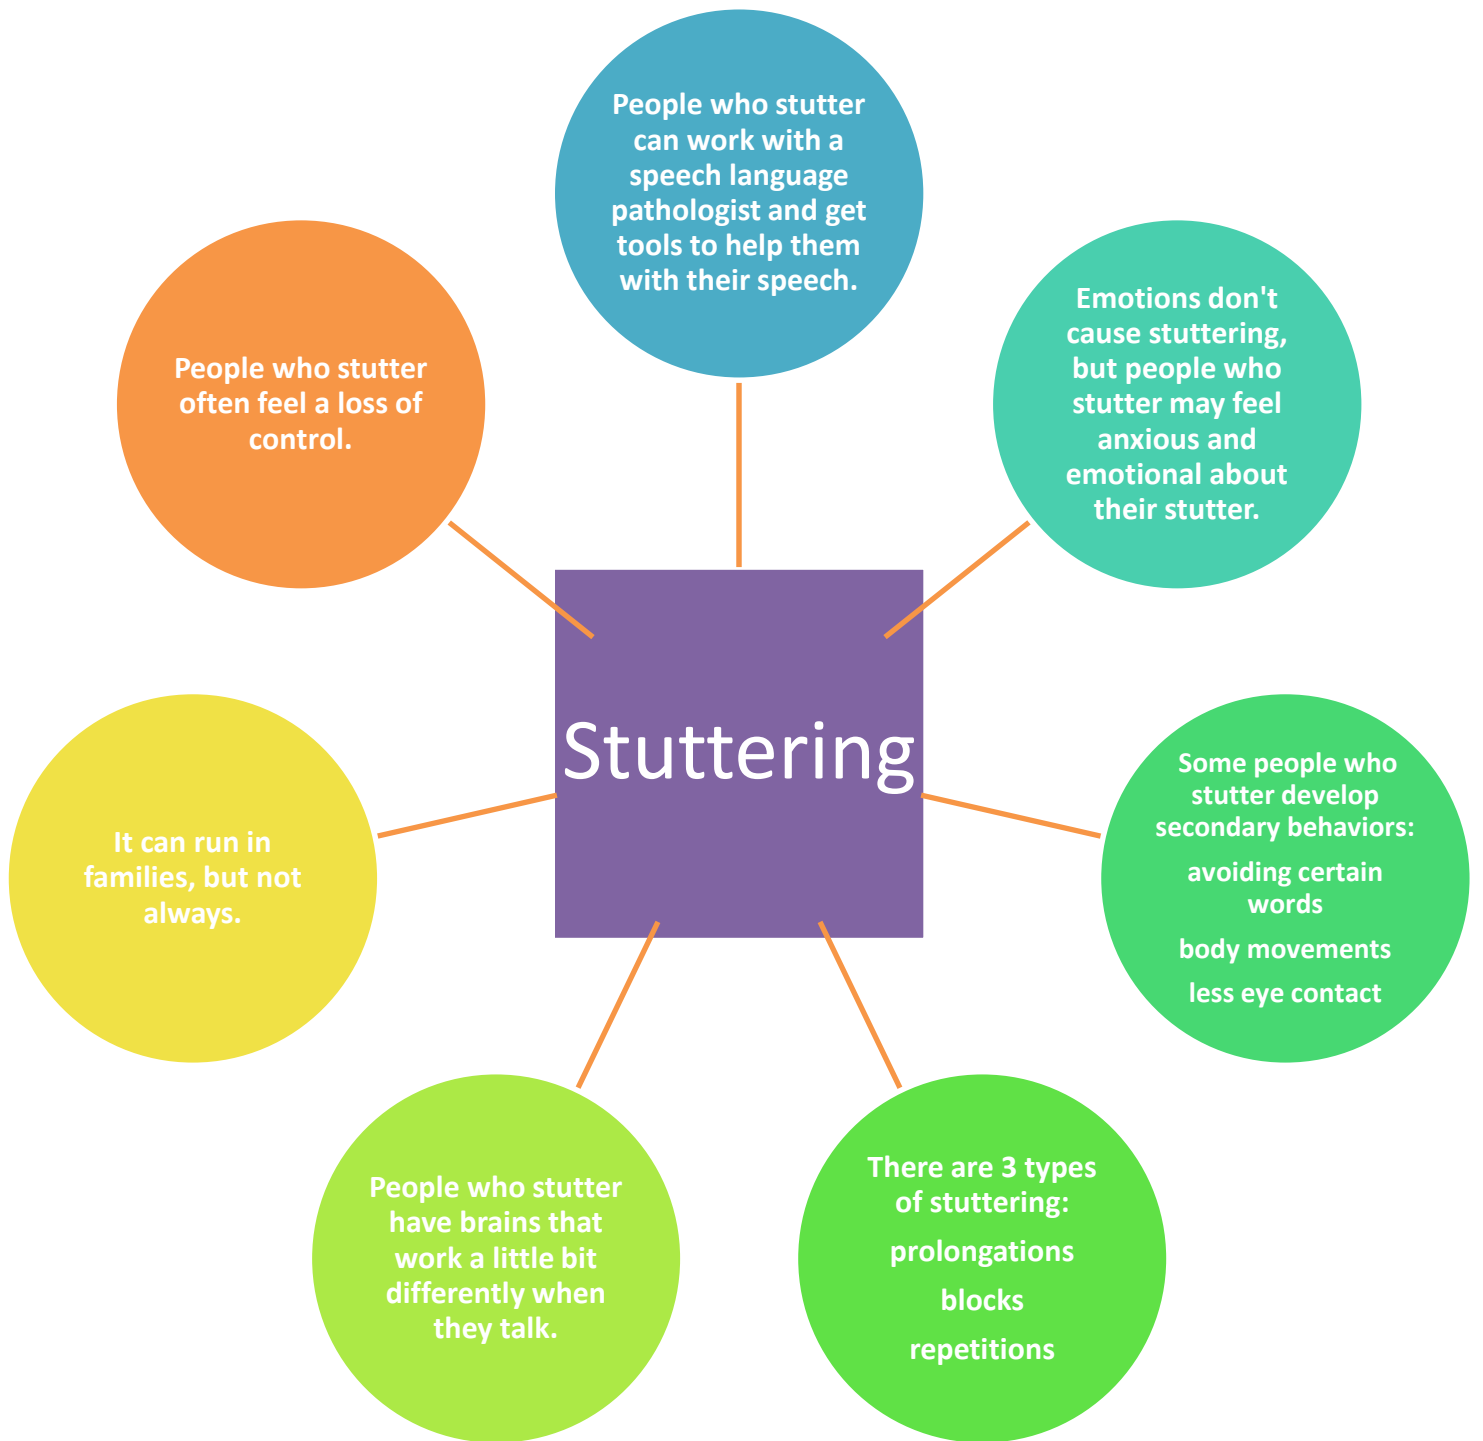 People who stutter
can work with a
speech language
pathologist and get
tools to help them
with their speech.
Emotions don't
cause stuttering,
but people who
stutter may feel
anxious and
emotional about
their stutter.
Some people who
stutter develop
secondary behaviors:
avoiding certain
words
body movements
less eye contact
There are 3 types
of stuttering:
prolongations
blocks
repetitions
People who stutter
have brains that
work a little bit
differently when
they talk.
It can run in
families, but not
always.
People who stutter
often feel a loss of
control.
Stuttering